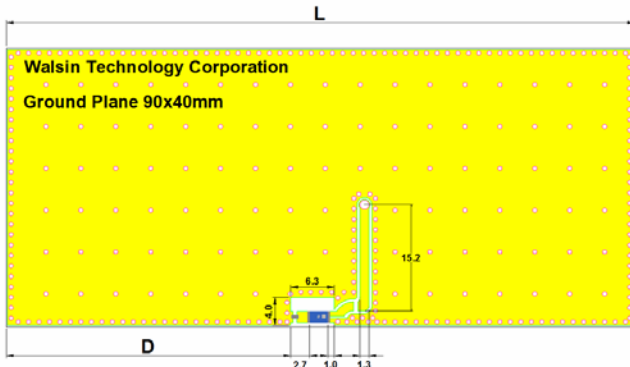 L
Walsin Technology Corporation
Ground Plane 90x40mm
15.2
6.3
4.0
D
2.7 1.0 1.3